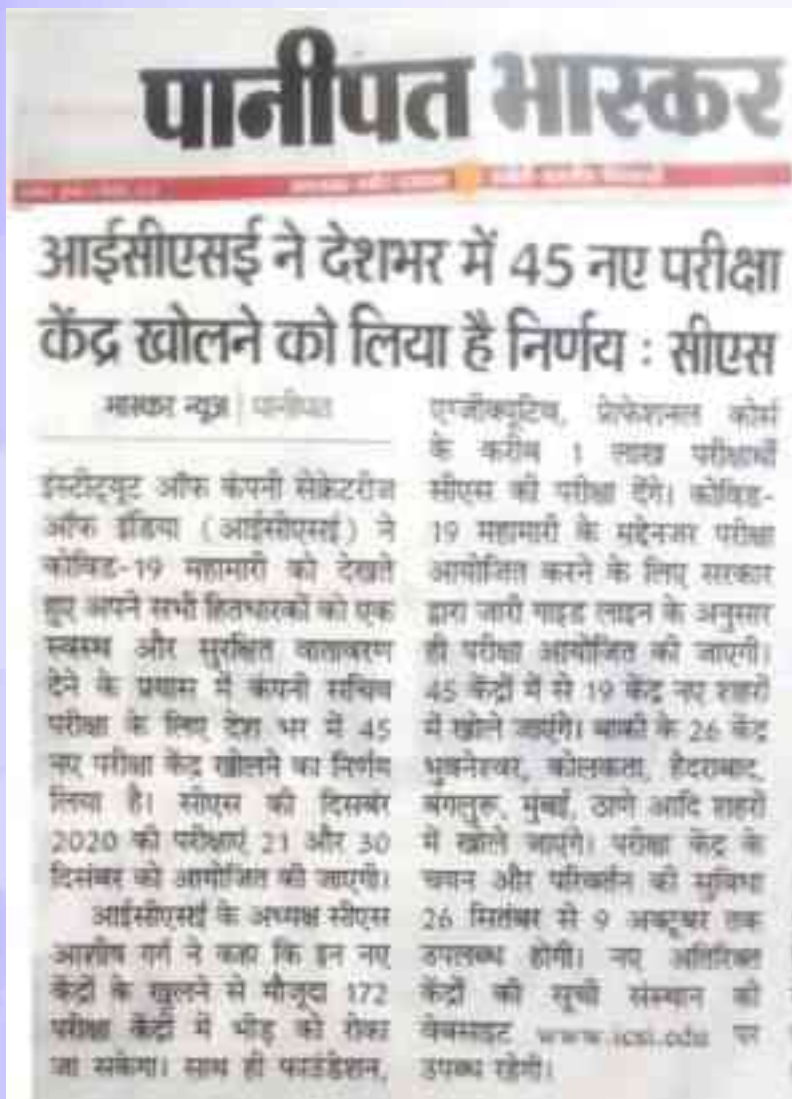 पानीपत भास्कर
आईसीएसई ने देशभर में 45 नए परीक्षा
केंद्र खोलने को लिया है निर्णय : सीएस
भास्कर न्यूज | पानीपत
इंस्टीट्यूट ऑफ कंपनी सेक्रेटरीज
ऑफ इंडिया (आईसीएसई) ने
कोविड-19 महामारी को देखते
हुए अपने सभी हितधारकों को एक
स्वस्थ और सुरक्षित वातावरण
देने के प्रयास में कंपनी सचिव
परीक्षा के लिए देश भर में 45
नए परीक्षा केंद्र खोलने का निर्णय
लिया है। सीएस की दिसंबर
2020 की परीक्षाएं 21 और 30
दिसंबर को आयोजित की जाएगी।
आईसीएसई के अध्यक्ष सीएस
आशीष गर्ग ने कहा कि इन नए
केंद्रों के खुलने से मौजूदा 172
परीक्षा केंद्रों में भीड़ को रोका
जा सकेगा। साथ ही फाउंडेशन,
एग्जीक्यूटिव, प्रोफेशनल कोर्स
के करीब 1 लाख परीक्षार्थी
सीएस की परीक्षा देंगे। कोविड-
19 महामारी के मद्देनजर परीक्षा
आयोजित करने के लिए सरकार
द्वारा जारी गाइड लाइन के अनुसार
ही परीक्षा आयोजित की जाएगी।
45 केंद्रों में से 19 केंद्र नए शहरों
में खोले जाएंगे। बाकी के 26 केंद्र
भुवनेश्वर, कोलकता, हैदराबाद,
बेंगलुरू, मुंबई, ठाणे आदि शहरों
में खोले जाएंगे। परीक्षा केंद्र के
चयन और परिवर्तन की सुविधा
26 सितंबर से 9 अक्टूबर तक
उपलब्ध होगी। नए अतिरिक्त
केंद्रों की सूची संस्थान की
वेबसाइट www.icsi.edu पर
उपब्ध रहेगी।